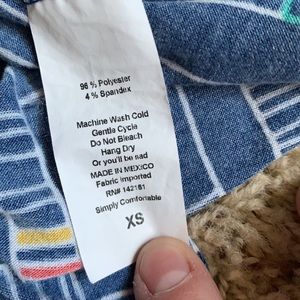 96 % Polyester
4 % Spandex
Machine Wash Cold
Gentle Cycle
Do Not Bleach
Hang Dry
Or you'll be sad
MADE IN MEXICO
Fabric Imported
RN# 142161
Simply Comfortable
XS